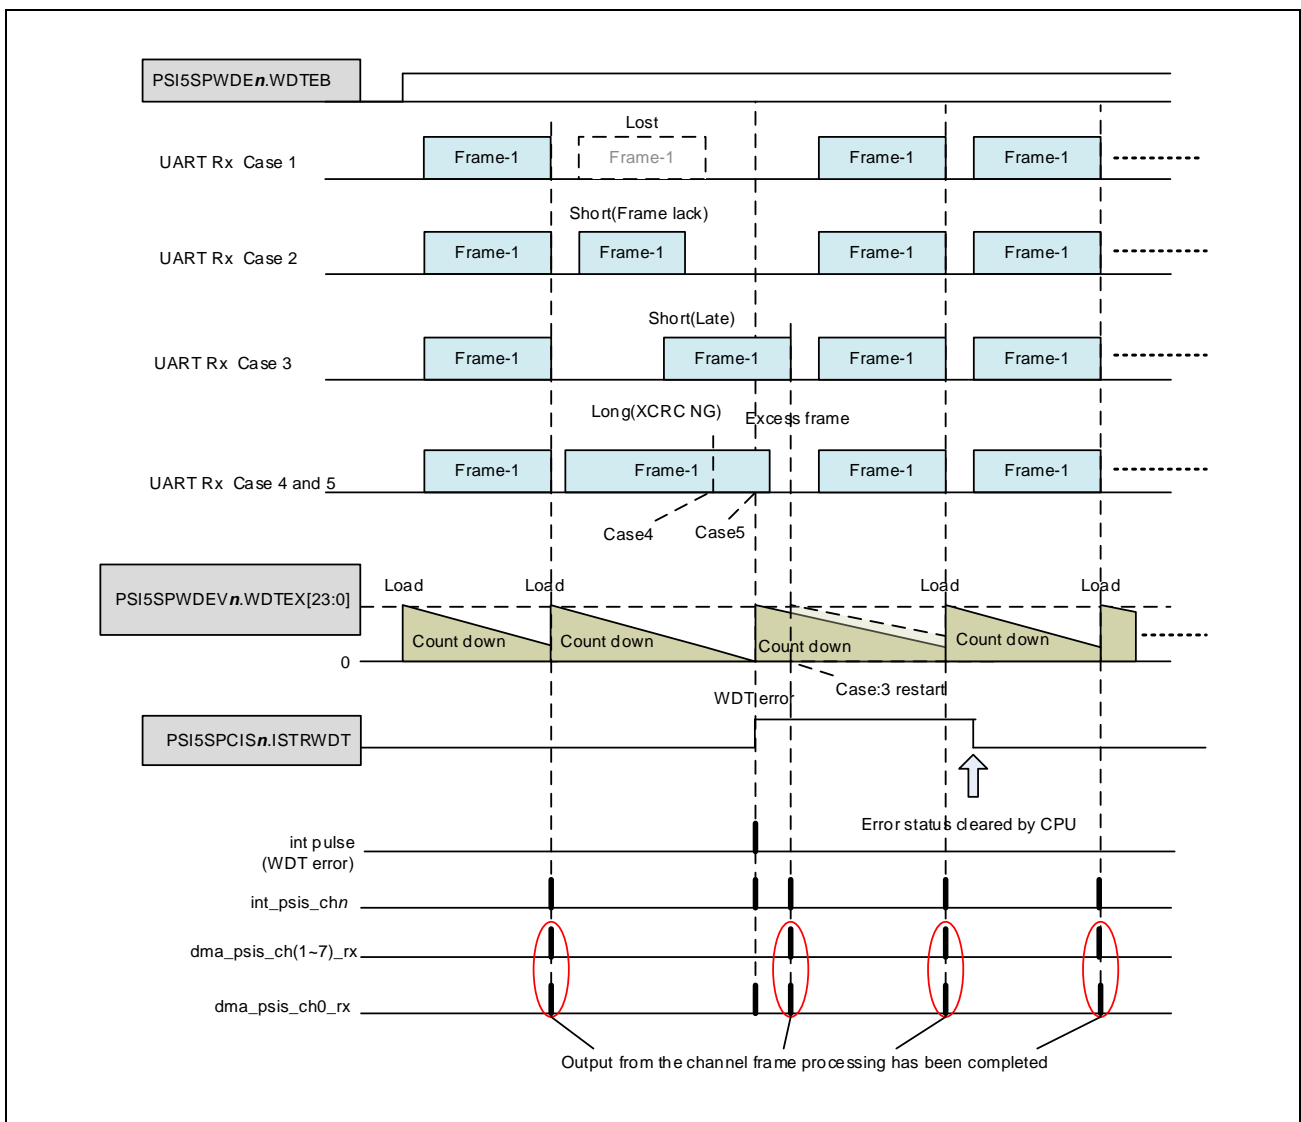 PSI5SPWDEn.WDTEB
Lost
UART Rx Case 1
Frame-1
Frame-1
Frame-1
Frame-1
Short(Frame lack)
UART Rx Case 2
Frame-1
Frame-1
Frame-1
Frame-1
Short(Late)
UART Rx Case 3
Frame-1
Frame-1
Frame-1
Frame-1
Long(XCRC NG)
Excess frame
UART Rx Case 4 and 5
Frame-1
Frame-1
Frame-1
Frame-1
Case4
Case5
PSI5SPWDEVn.WDTEX[23:0]
Load
Load
Load
Load
Count down
Count down
Count down
Count down
0
Case:3 restart
WDT error
PSI5SPCISn.ISTRWDT
Error status cleared by CPU
int pulse
(WDT error)
int_psis_chn
dma_psis_ch(1~7)_rx
dma_psis_ch0_rx
Output from the channel frame processing has been completed